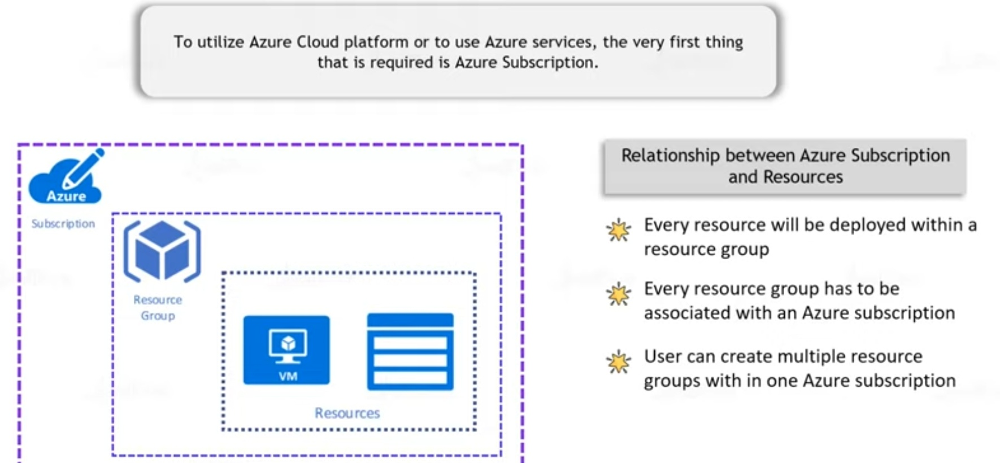 To utilize Azure Cloud platform or to use Azure services, the very first thing
that is required is Azure Subscription.
Azure
Subscription
Resource
Group
VM
Resources
Relationship between Azure Subscription
and Resources
Every resource will be deployed within a
resource group
Every resource group has to be
associated with an Azure subscription
User can create multiple resource
groups with in one Azure subscription